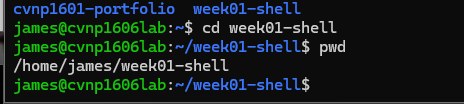 cvnp1601-portfolio  week01-shell
james@cvnp1606lab:~$ cd week01-shell
james@cvnp1606lab:~/week01-shell$ pwd
/home/james/week01-shell
james@cvnp1606lab:~/week01-shell$